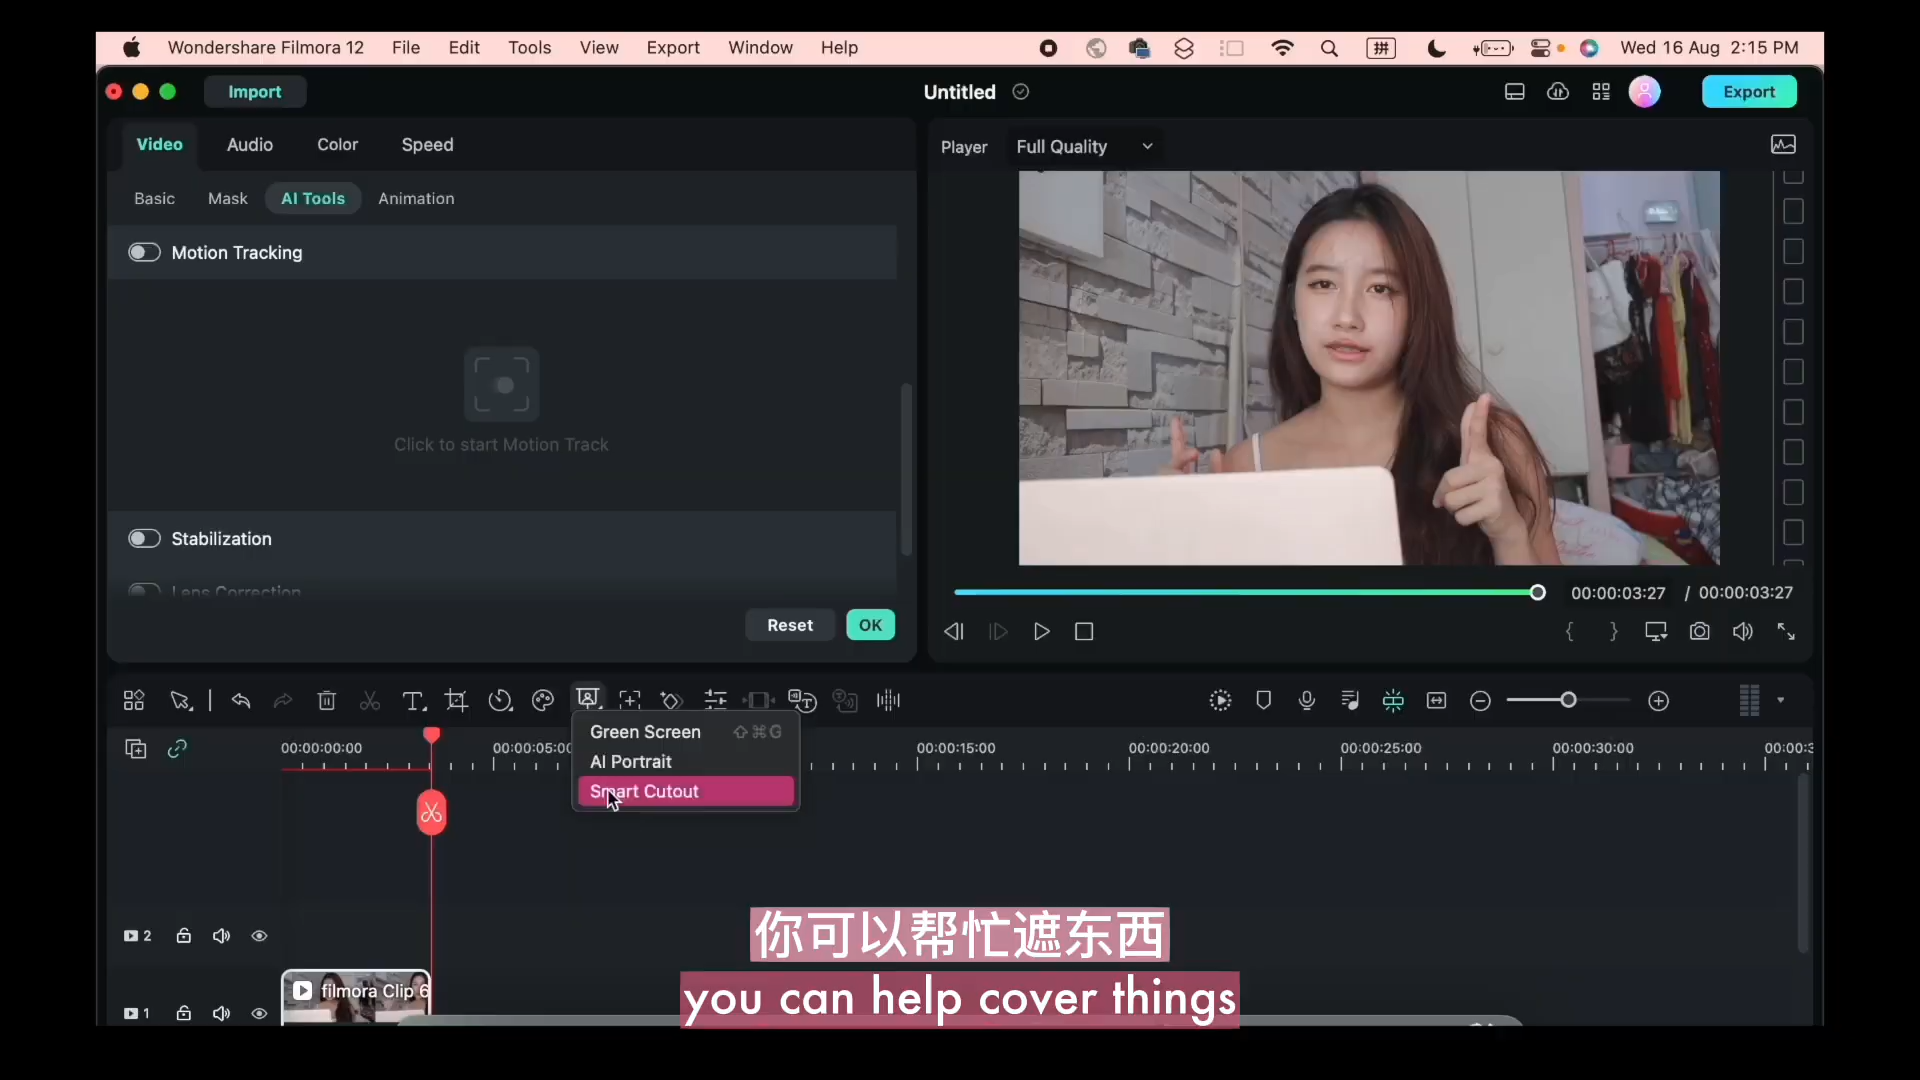 Wondershare Filmora 12 File Edit Tools View Export Window Help 拼 Wed 16 Aug 2:15 PM
Import Untitled Export
Video Audio Color Speed
Player Full Quality
Basic Mask AI Tools Animation
Motion Tracking
Click to start Motion Track
Stabilization
Lens Correction
00:00:03:27 / 00:00:03:27
Reset OK
Green Screen ⇧⌘G
AI Portrait
Smart Cutout
00:00:00:00 00:00:05:00 00:00:15:00 00:00:20:00 00:00:25:00 00:00:30:00
2
filmora Clip 6
1
你可以帮忙遮东西
you can help cover things